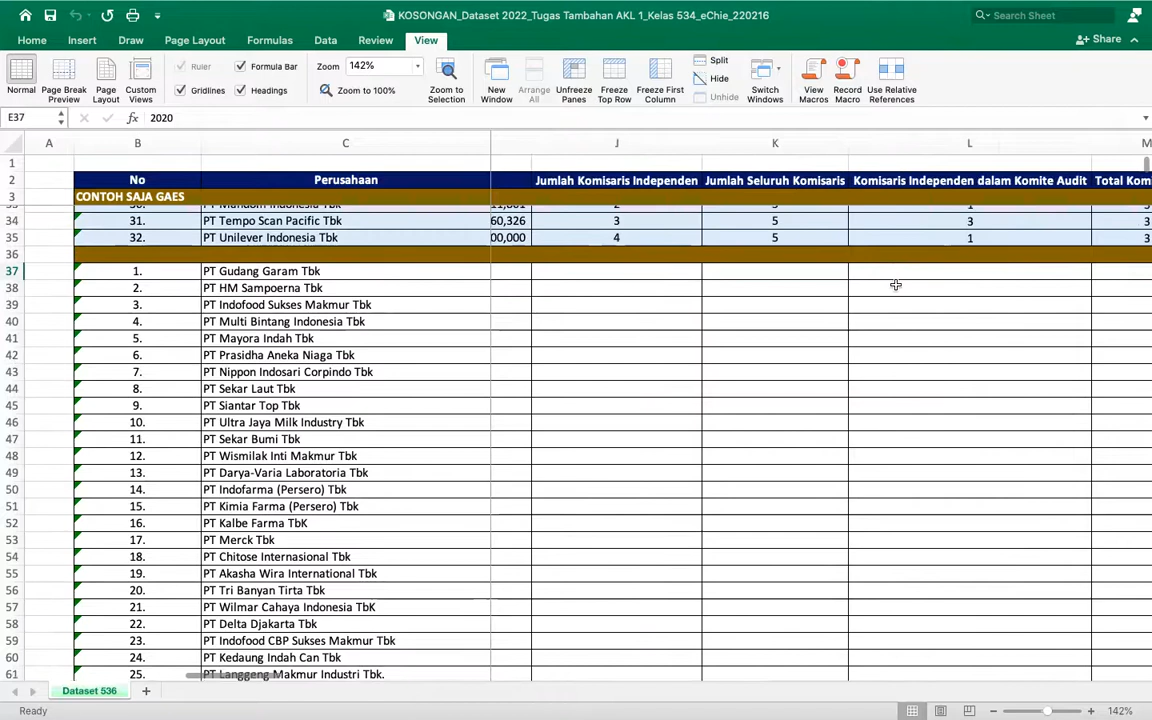 KOSONGAN_Dataset 2022_Tugas Tambahan AKL 1_Kelas 534_eChie_220216
Search Sheet
Home Insert Draw Page Layout Formulas Data Review View
Share
Normal
Page Break Preview
Page Layout
Custom Views
Ruler
Formula Bar
Gridlines
Headings
Zoom 142%
Zoom to 100%
Zoom to Selection
New Window
Arrange All
Unfreeze Panes
Freeze Top Row
Freeze First Column
Split
Hide
Unhide
Switch Windows
View Macros
Record Macro
Use Relative References
E37 fx 2020
A B C J K L M
1
2 No Perusahaan Jumlah Komisaris Independen Jumlah Seluruh Komisaris Komisaris Independen dalam Komite Audit Total Kom
3 CONTOH SAJA GAES
34 31. PT Tempo Scan Pacific Tbk 60,326 3 5 3 3
35 32. PT Unilever Indonesia Tbk 00,000 4 5 1 3
36
37 1. PT Gudang Garam Tbk
38 2. PT HM Sampoerna Tbk
39 3. PT Indofood Sukses Makmur Tbk
40 4. PT Multi Bintang Indonesia Tbk
41 5. PT Mayora Indah Tbk
42 6. PT Prasidha Aneka Niaga Tbk
43 7. PT Nippon Indosari Corpindo Tbk
44 8. PT Sekar Laut Tbk
45 9. PT Siantar Top Tbk
46 10. PT Ultra Jaya Milk Industry Tbk
47 11. PT Sekar Bumi Tbk
48 12. PT Wismilak Inti Makmur Tbk
49 13. PT Darya-Varia Laboratoria Tbk
50 14. PT Indofarma (Persero) Tbk
51 15. PT Kimia Farma (Persero) Tbk
52 16. PT Kalbe Farma TbK
53 17. PT Merck Tbk
54 18. PT Chitose Internasional Tbk
55 19. PT Akasha Wira International Tbk
56 20. PT Tri Banyan Tirta Tbk
57 21. PT Wilmar Cahaya Indonesia TbK
58 22. PT Delta Djakarta Tbk
59 23. PT Indofood CBP Sukses Makmur Tbk
60 24. PT Kedaung Indah Can Tbk
61 25. PT Langgeng Makmur Industri Tbk.
Dataset 536
Ready
142%